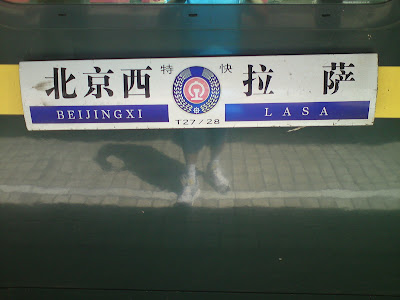 北京西 特 快 拉 萨
BEIJINGXI T27/28 LASA